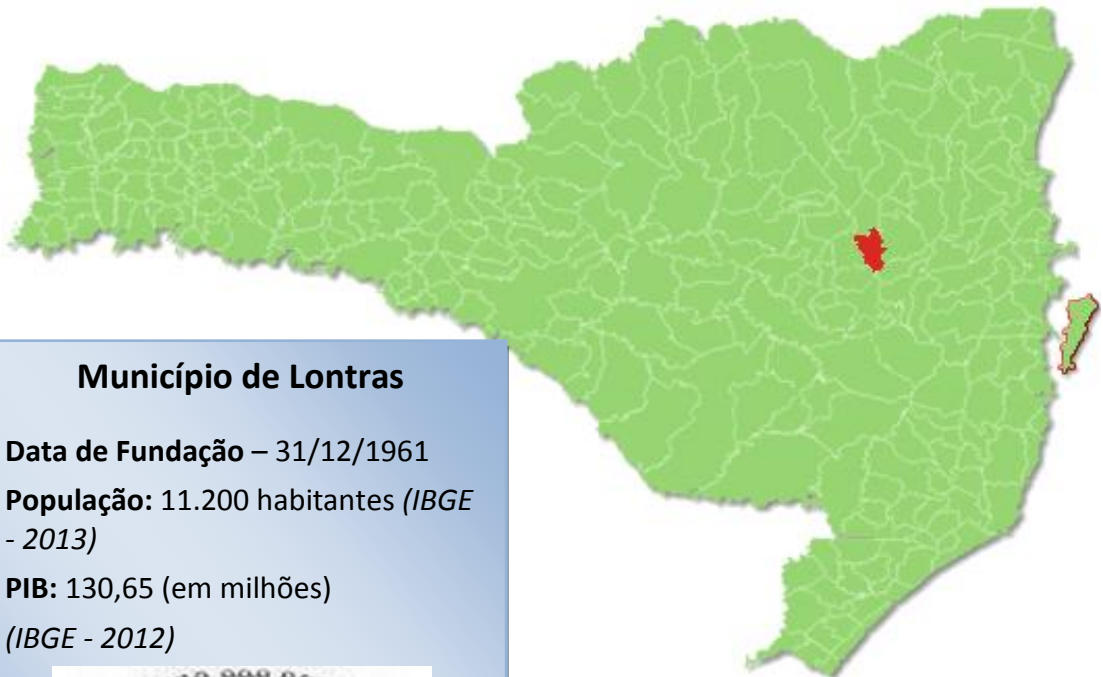 Município de Lontras
Data de Fundação – 31/12/1961
População: 11.200 habitantes (IBGE
- 2013)
PIB: 130,65 (em milhões)
(IBGE - 2012)